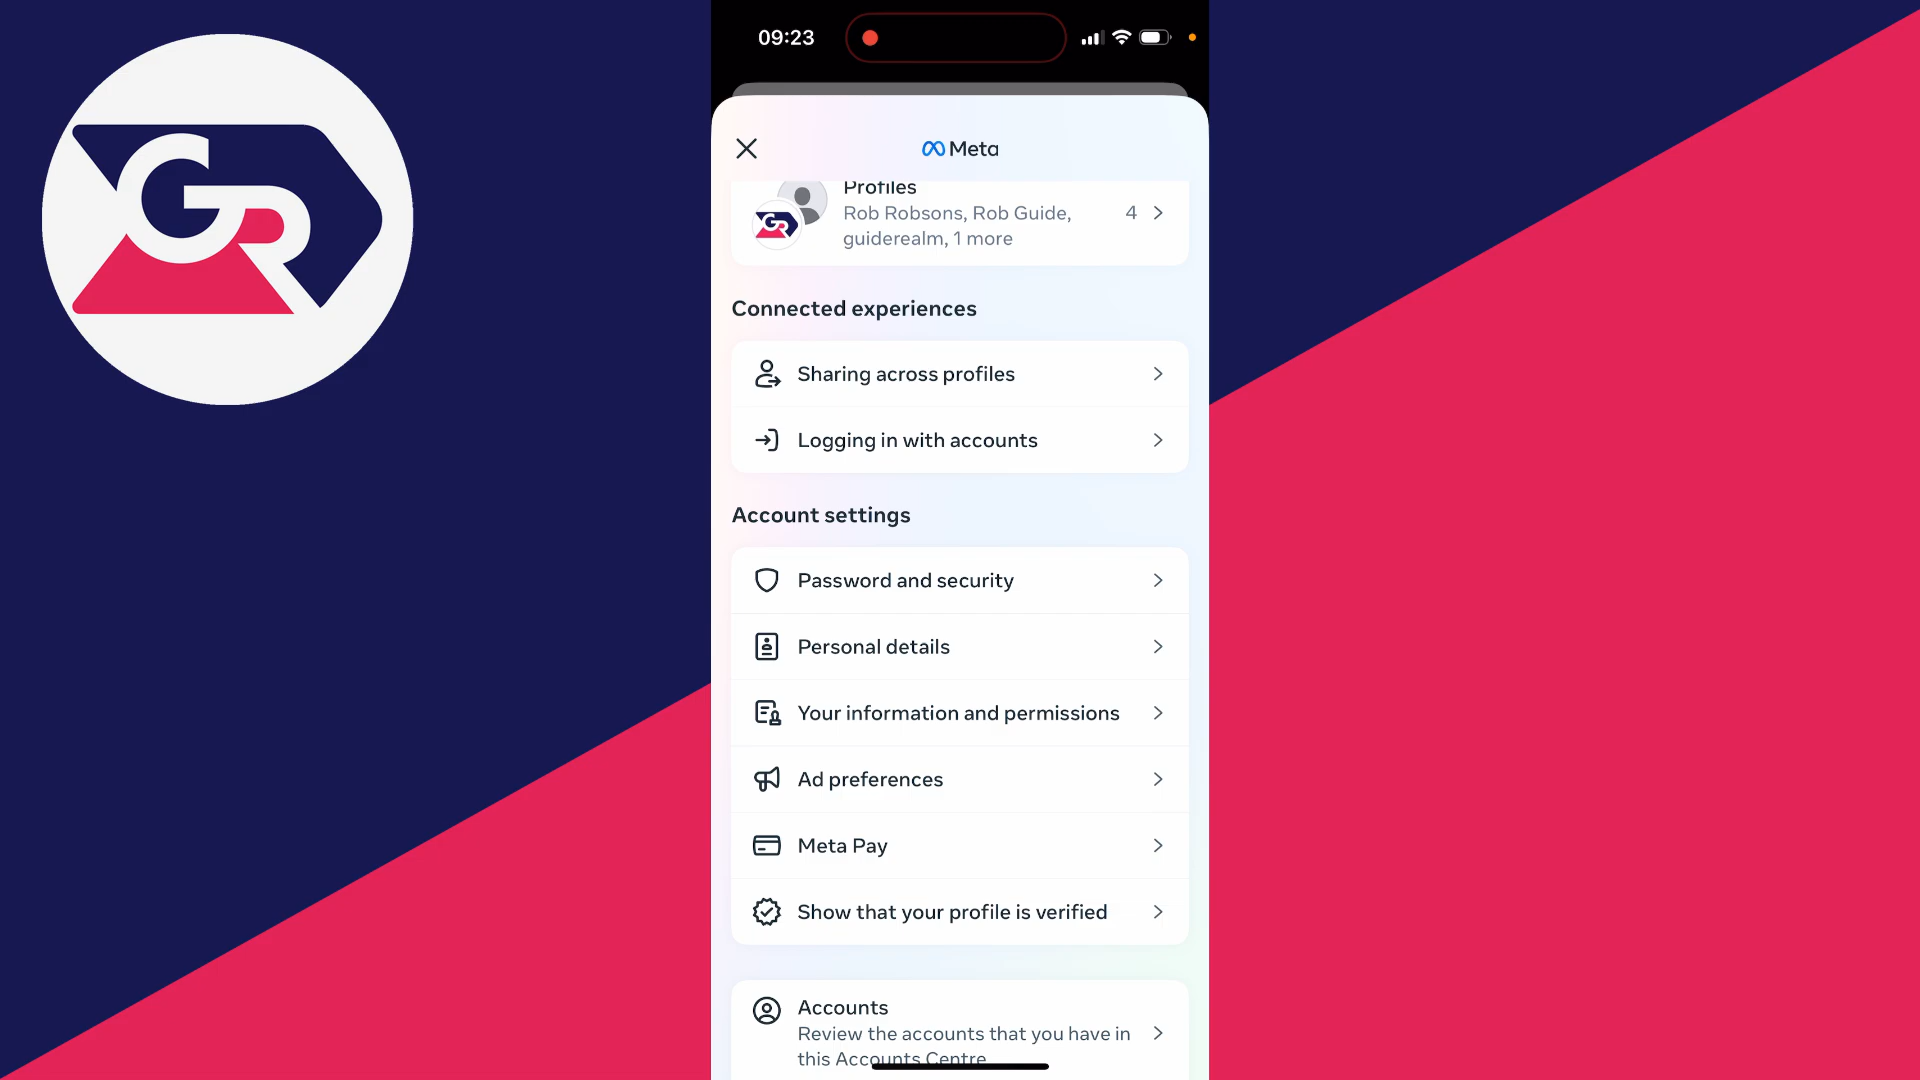 GR
09:23
Meta
Profiles
GR
Rob Robsons, Rob Guide,
guiderealm, 1 more
4
Connected experiences
Sharing across profiles
Logging in with accounts
Account settings
Password and security
Personal details
Your information and permissions
Ad preferences
Meta Pay
Show that your profile is verified
Accounts
Review the accounts that you have in
this Accounts Centre